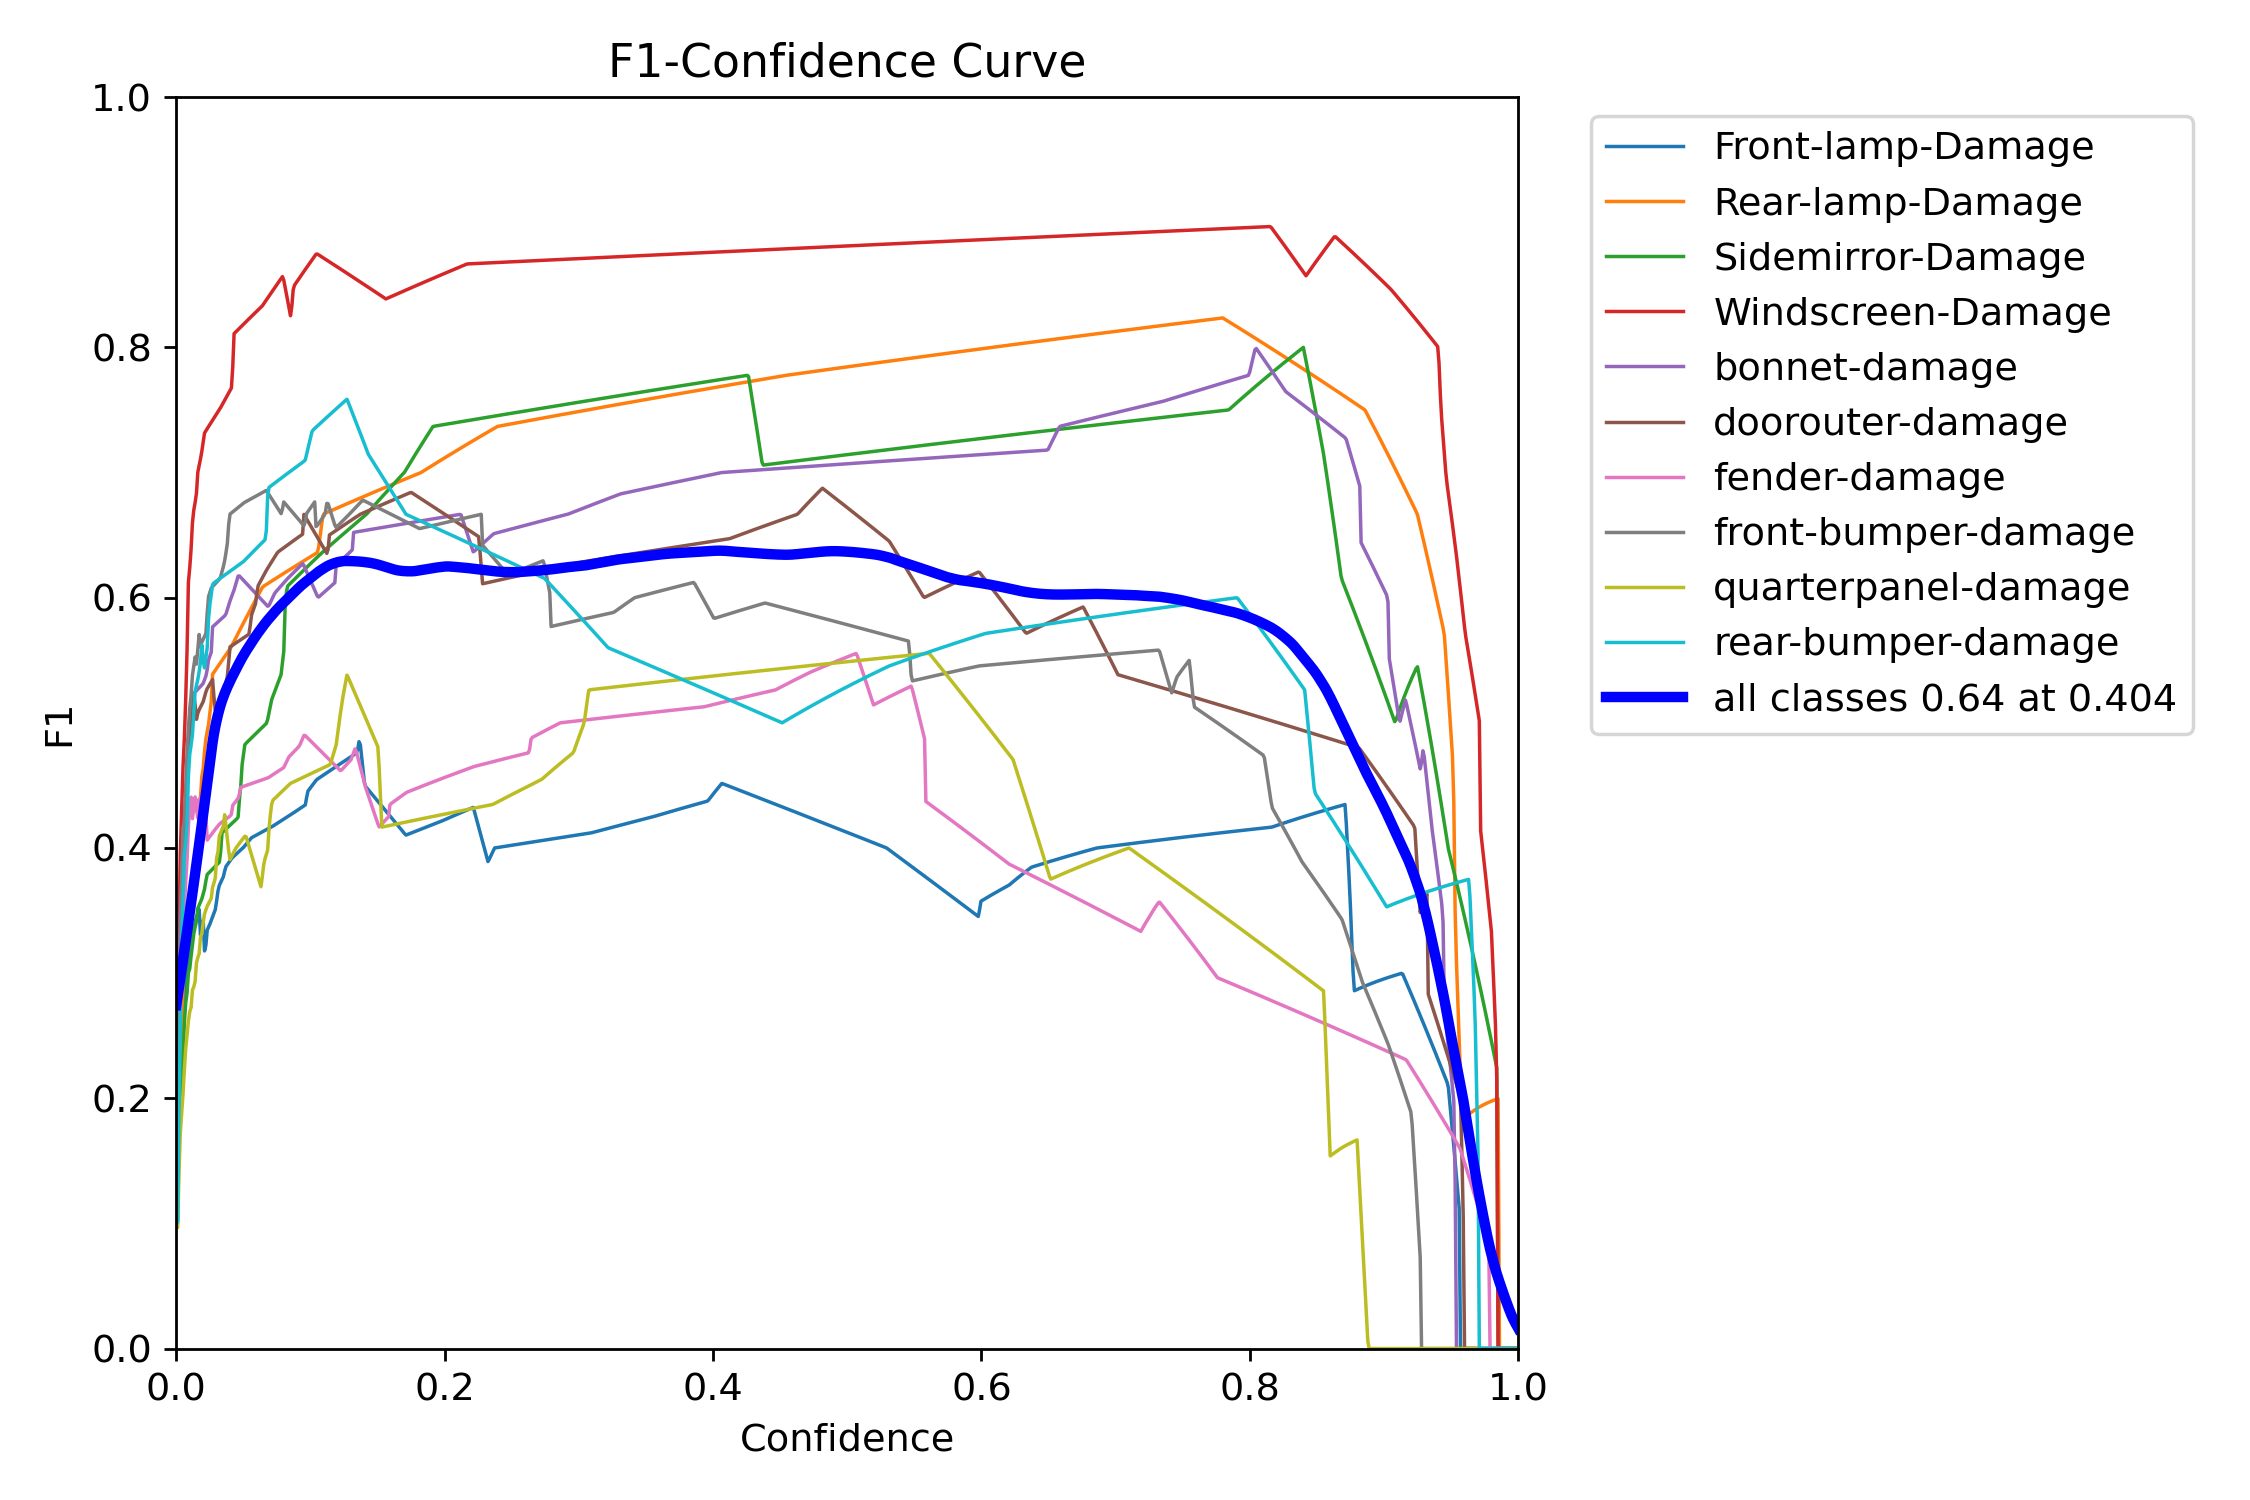 F1-Confidence Curve
1.0
0.8
0.6
0.4
0.2
0.0
F1
0.0 0.2 0.4 0.6 0.8 1.0
Confidence
Front-lamp-Damage
Rear-lamp-Damage
Sidemirror-Damage
Windscreen-Damage
bonnet-damage
doorouter-damage
fender-damage
front-bumper-damage
quarterpanel-damage
rear-bumper-damage
all classes 0.64 at 0.404